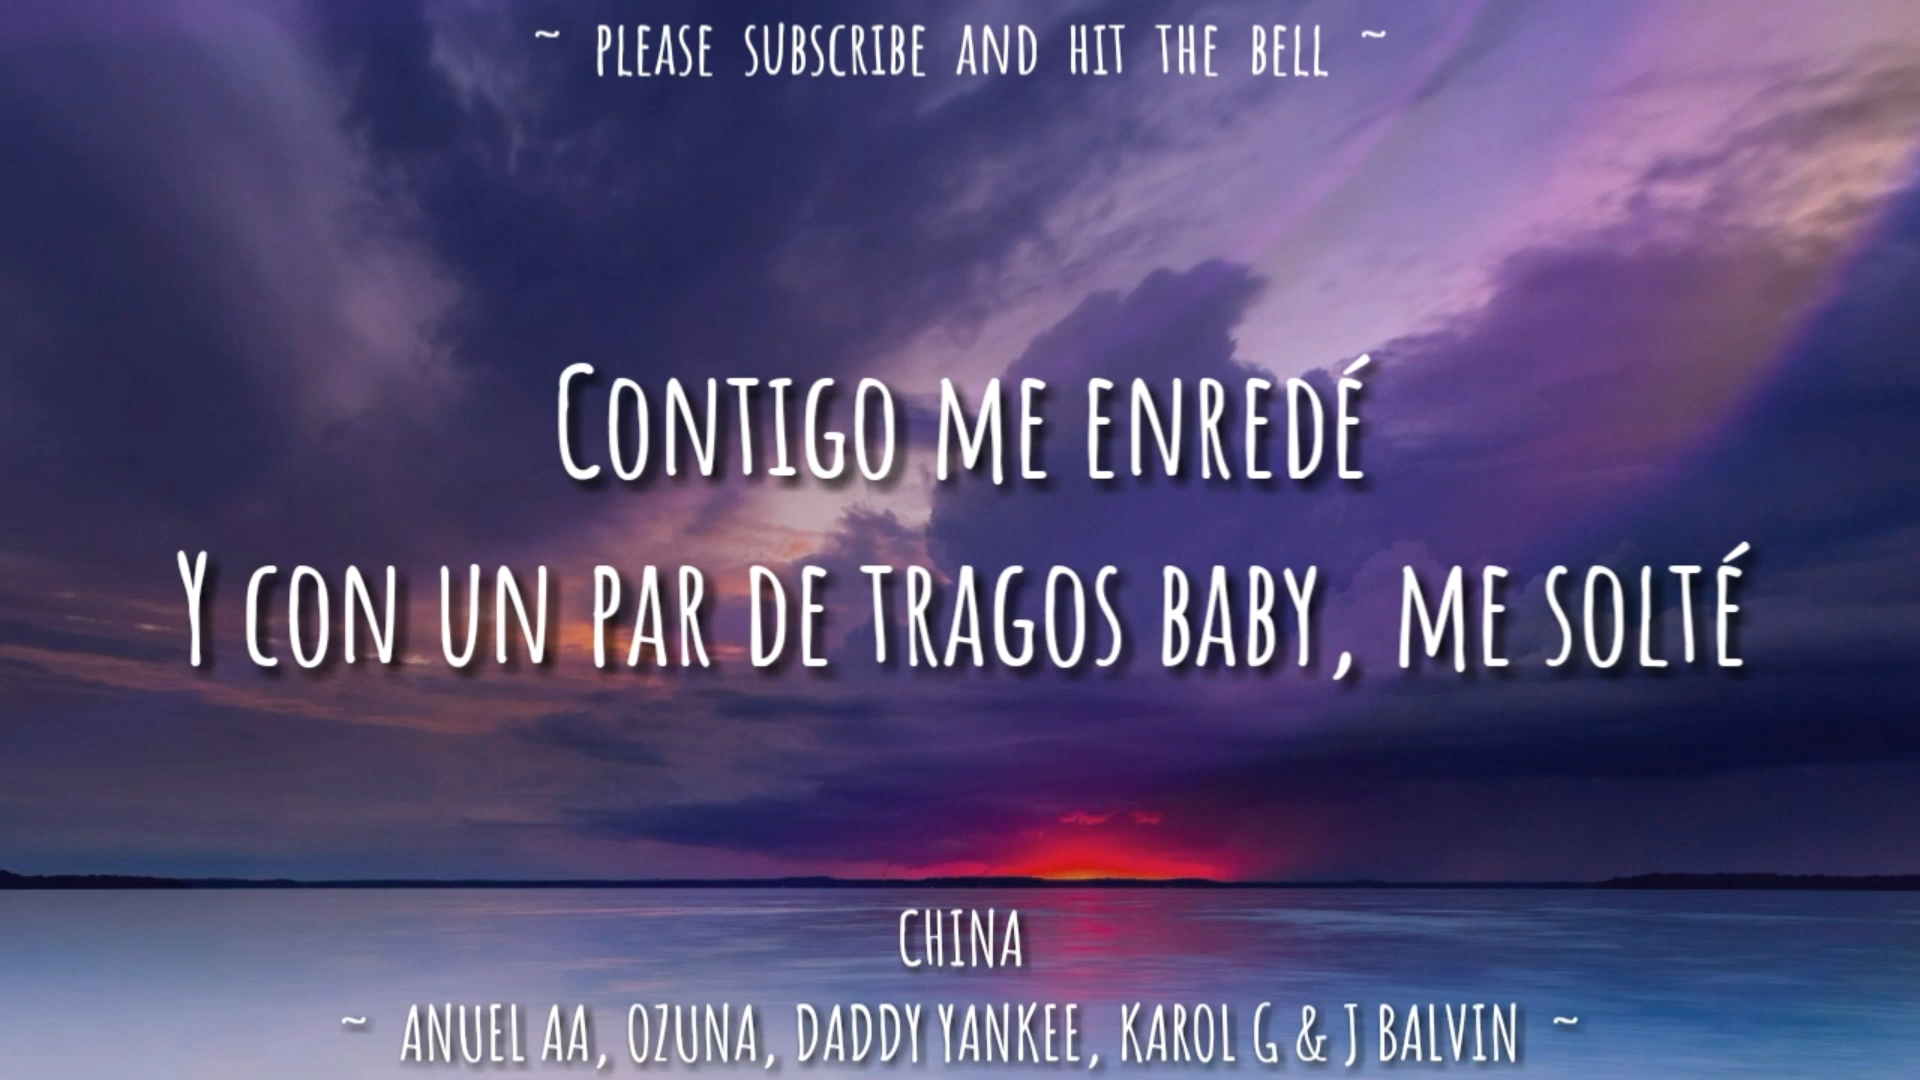 ~ PLEASE SUBSCRIBE AND HIT THE BELL ~
CONTIGO ME ENREDÉ
Y CON UN PAR DE TRAGOS BABY, ME SOLTÉ
CHINA
~ ANUEL AA, OZUNA, DADDY YANKEE, KAROL G & J BALVIN ~